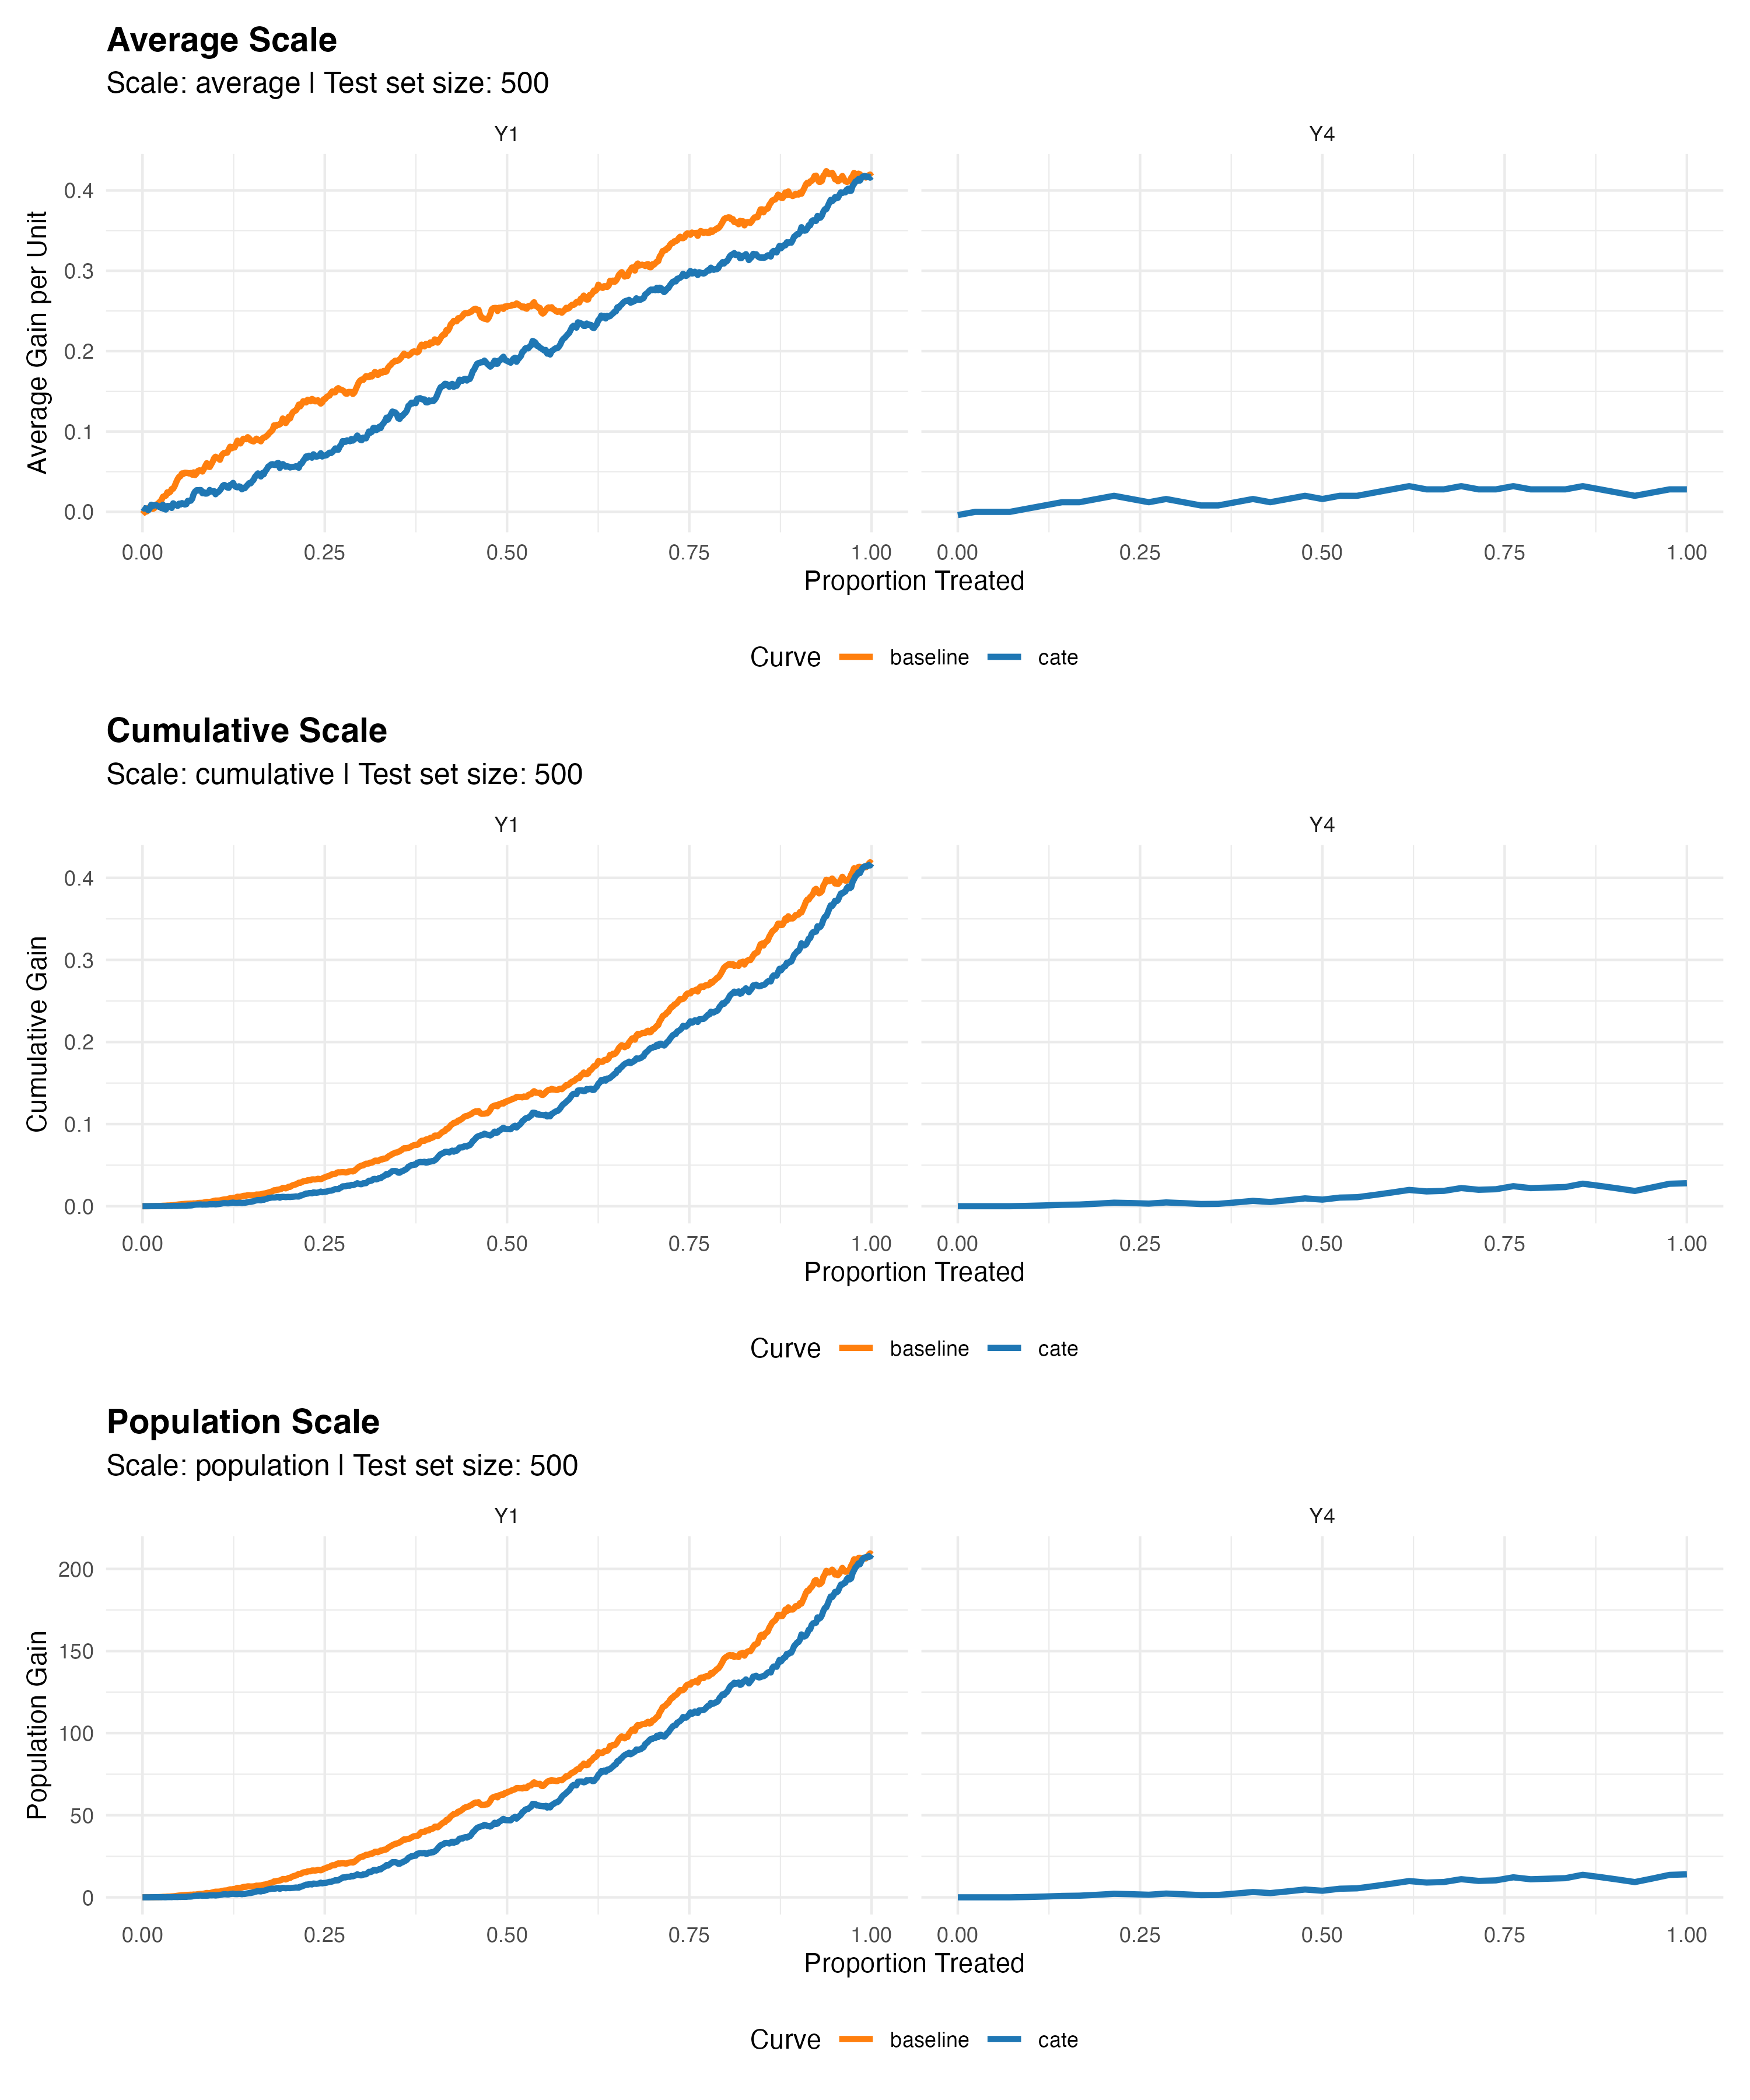 Average Scale
Scale: average | Test set size: 500
Y1 Y4
Average Gain per Unit
0.4
0.3
0.2
0.1
0.0
0.00 0.25 0.50 0.75 1.00 0.00 0.25 0.50 0.75 1.00
Proportion Treated
Curve baseline cate
Cumulative Scale
Scale: cumulative | Test set size: 500
Y1 Y4
Cumulative Gain
0.4
0.3
0.2
0.1
0.0
0.00 0.25 0.50 0.75 1.00 0.00 0.25 0.50 0.75 1.00
Proportion Treated
Curve baseline cate
Population Scale
Scale: population | Test set size: 500
Y1 Y4
Population Gain
200
150
100
50
0
0.00 0.25 0.50 0.75 1.00 0.00 0.25 0.50 0.75 1.00
Proportion Treated
Curve baseline cate